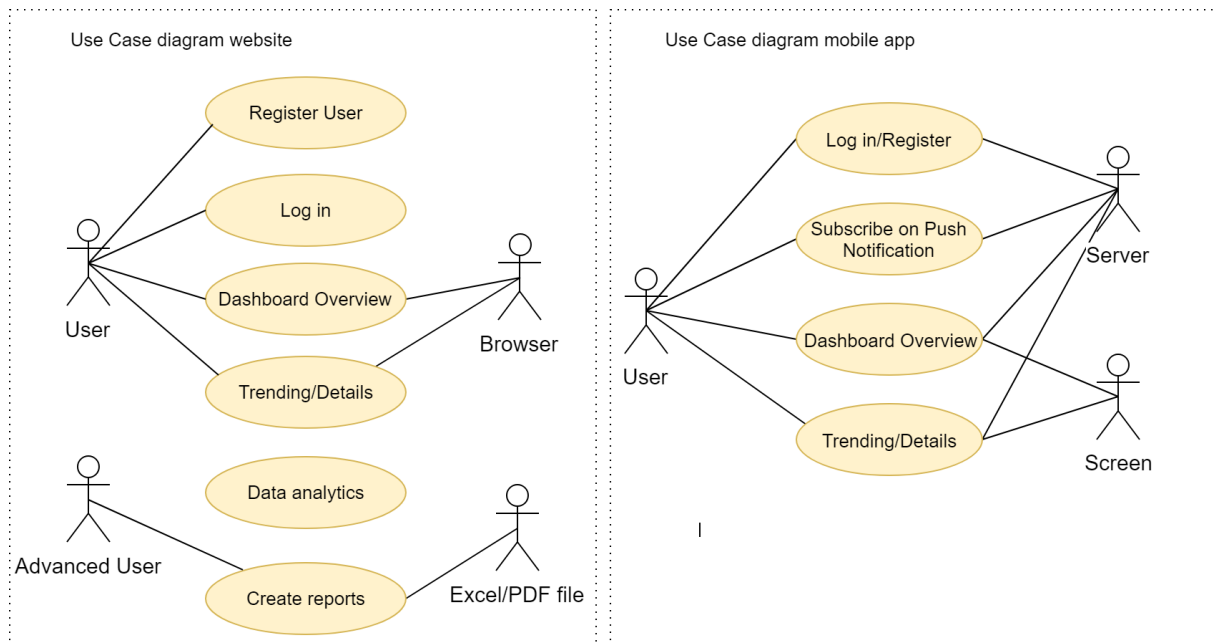 Use Case diagram website
Register User
Log in
Dashboard Overview
Trending/Details
User
Browser
Data analytics
Create reports
Advanced User
Excel/PDF file
Use Case diagram mobile app
Log in/Register
Subscribe on Push
Notification
Dashboard Overview
Trending/Details
User
Server
Screen